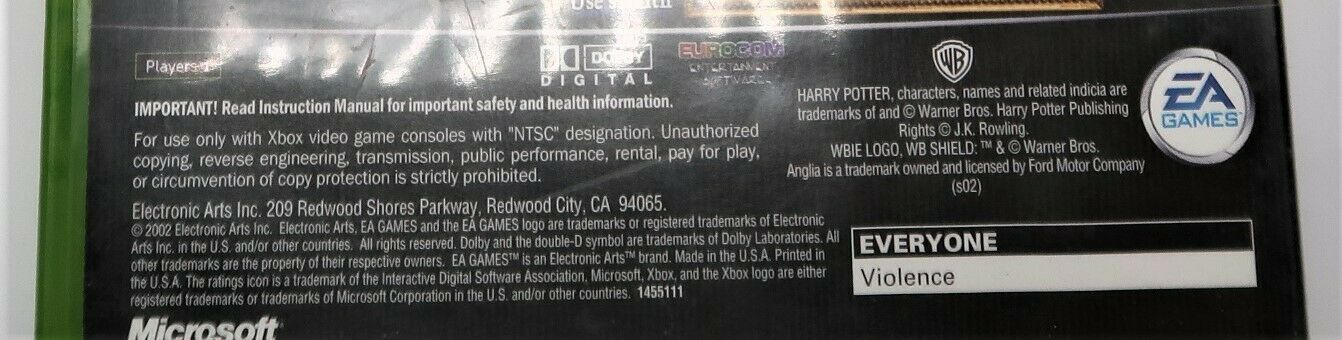 Use
Players 1
DOLBY
DIGITAL
EUROCOM
ENTERTAINMENT
SOFTWARE
WB
EA
GAMES™
IMPORTANT! Read Instruction Manual for important safety and health information.
For use only with Xbox video game consoles with "NTSC" designation. Unauthorized
copying, reverse engineering, transmission, public performance, rental, pay for play,
or circumvention of copy protection is strictly prohibited.
HARRY POTTER, characters, names and related indicia are
trademarks of and © Warner Bros. Harry Potter Publishing
Rights © J.K. Rowling.
WBIE LOGO, WB SHIELD: ™ & © Warner Bros.
Anglia is a trademark owned and licensed by Ford Motor Company
(s02)
Electronic Arts Inc. 209 Redwood Shores Parkway, Redwood City, CA 94065.
© 2002 Electronic Arts Inc. Electronic Arts, EA GAMES and the EA GAMES logo are trademarks or registered trademarks of Electronic
Arts Inc. in the U.S. and/or other countries. All rights reserved. Dolby and the double-D symbol are trademarks of Dolby Laboratories. All
other trademarks are the property of their respective owners. EA GAMES™ is an Electronic Arts™ brand. Made in the U.S.A. Printed in
the U.S.A. The ratings icon is a trademark of the Interactive Digital Software Association. Microsoft, Xbox, and the Xbox logo are either
registered trademarks or trademarks of Microsoft Corporation in the U.S. and/or other countries. 1455111
EVERYONE
Violence
Microsoft